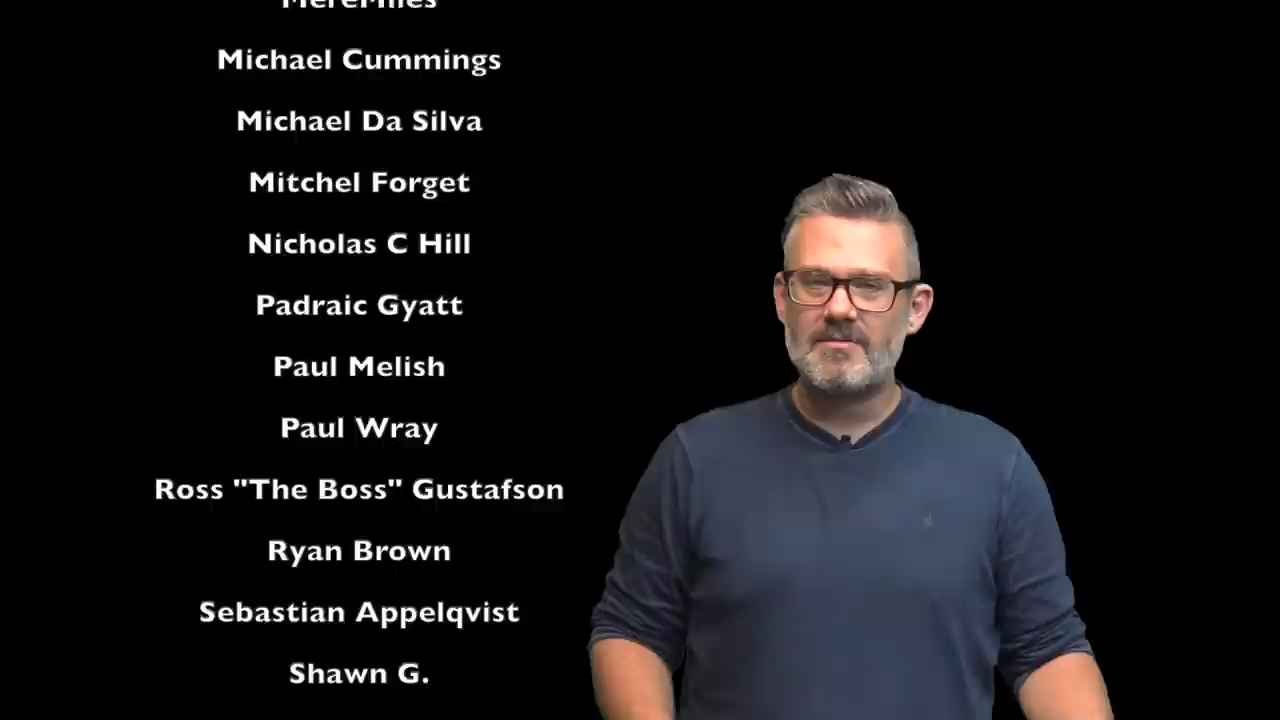 MereMiles
Michael Cummings
Michael Da Silva
Mitchel Forget
Nicholas C Hill
Padraic Gyatt
Paul Melish
Paul Wray
Ross "The Boss" Gustafson
Ryan Brown
Sebastian Appelqvist
Shawn G.